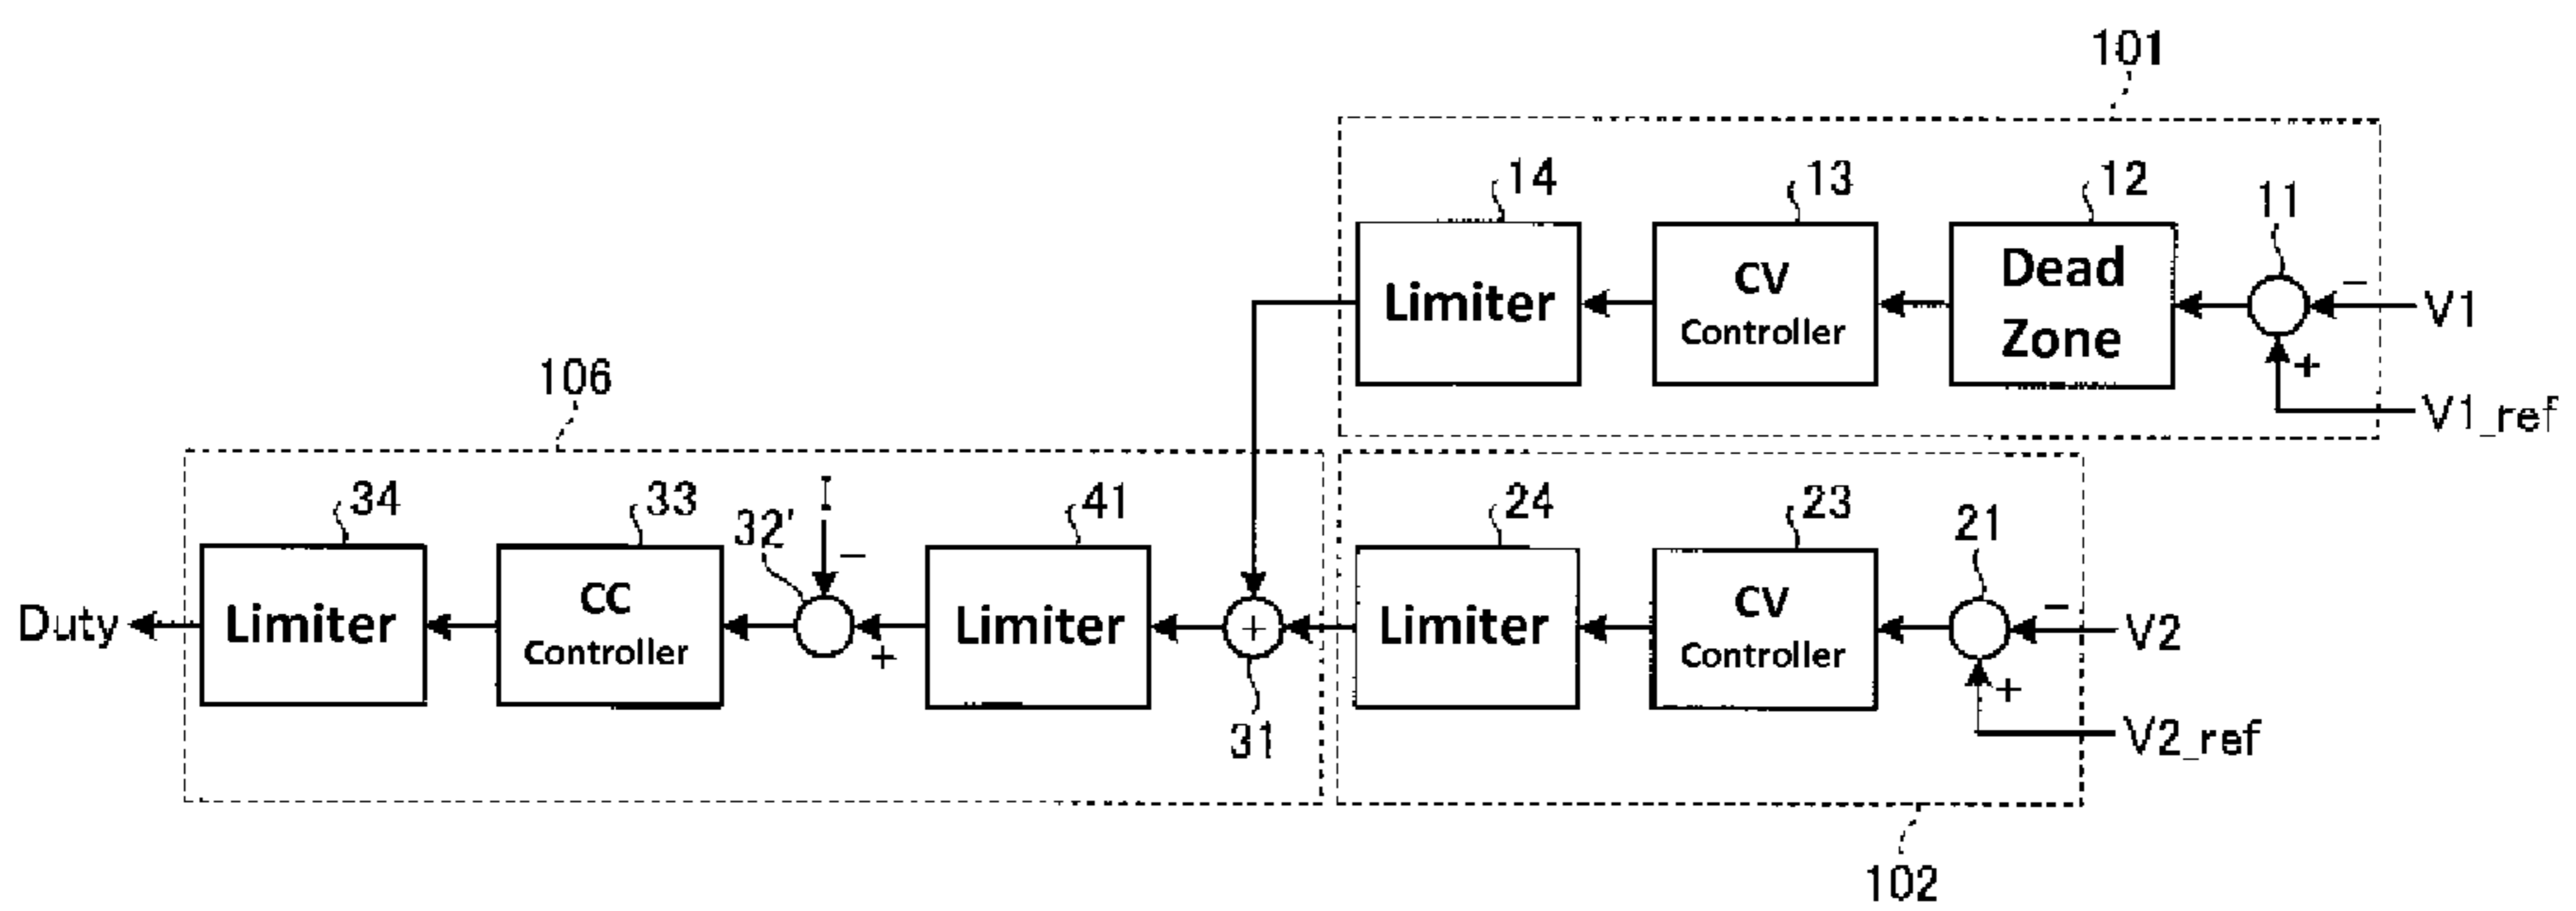 101
14
13
12
11
Limiter
CV
Controller
Dead
Zone
−
V1
+
V1_ref
106
34
33
32'
I
−
41
24
23
21
Duty
Limiter
CC
Controller
+
Limiter
+
Limiter
CV
Controller
−
V2
+
V2_ref
31
102